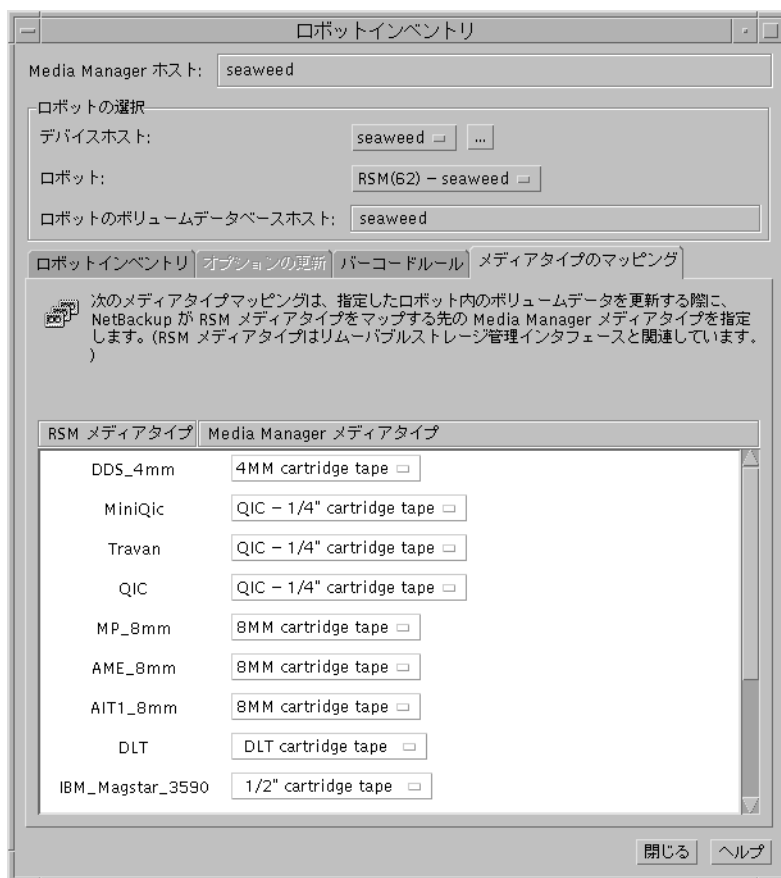 ロボットインベントリ
Media Manager ホスト: seaweed
ロボットの選択
デバイスホスト: seaweed ...
ロボット: RSM(62) − seaweed
ロボットのボリュームデータベースホスト: seaweed
ロボットインベントリ オプションの更新 バーコードルール メディアタイプのマッピング
次のメディアタイプマッピングは、指定したロボット内のボリュームデータを更新する際に、
NetBackup が RSM メディアタイプをマップする先の Media Manager メディアタイプを指定
します。(RSM メディアタイプはリムーバブルストレージ管理インタフェースと関連しています。
)
RSM メディアタイプ Media Manager メディアタイプ
DDS_4mm 4MM cartridge tape
MiniQic QIC − 1/4" cartridge tape
Travan QIC − 1/4" cartridge tape
QIC QIC − 1/4" cartridge tape
MP_8mm 8MM cartridge tape
AME_8mm 8MM cartridge tape
AIT1_8mm 8MM cartridge tape
DLT DLT cartridge tape
IBM_Magstar_3590 1/2" cartridge tape
閉じる ヘルプ